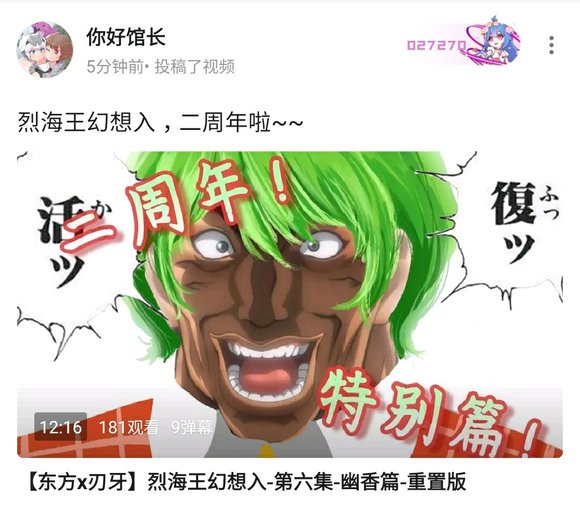 你好馆长
027270
5分钟前· 投稿了视频
烈海王幻想入，二周年啦~~
二周年！
復ッ
ふっ
活ッ
かつ
特别篇！
12:16 181观看 9弹幕
【东方x刃牙】烈海王幻想入-第六集-幽香篇-重置版